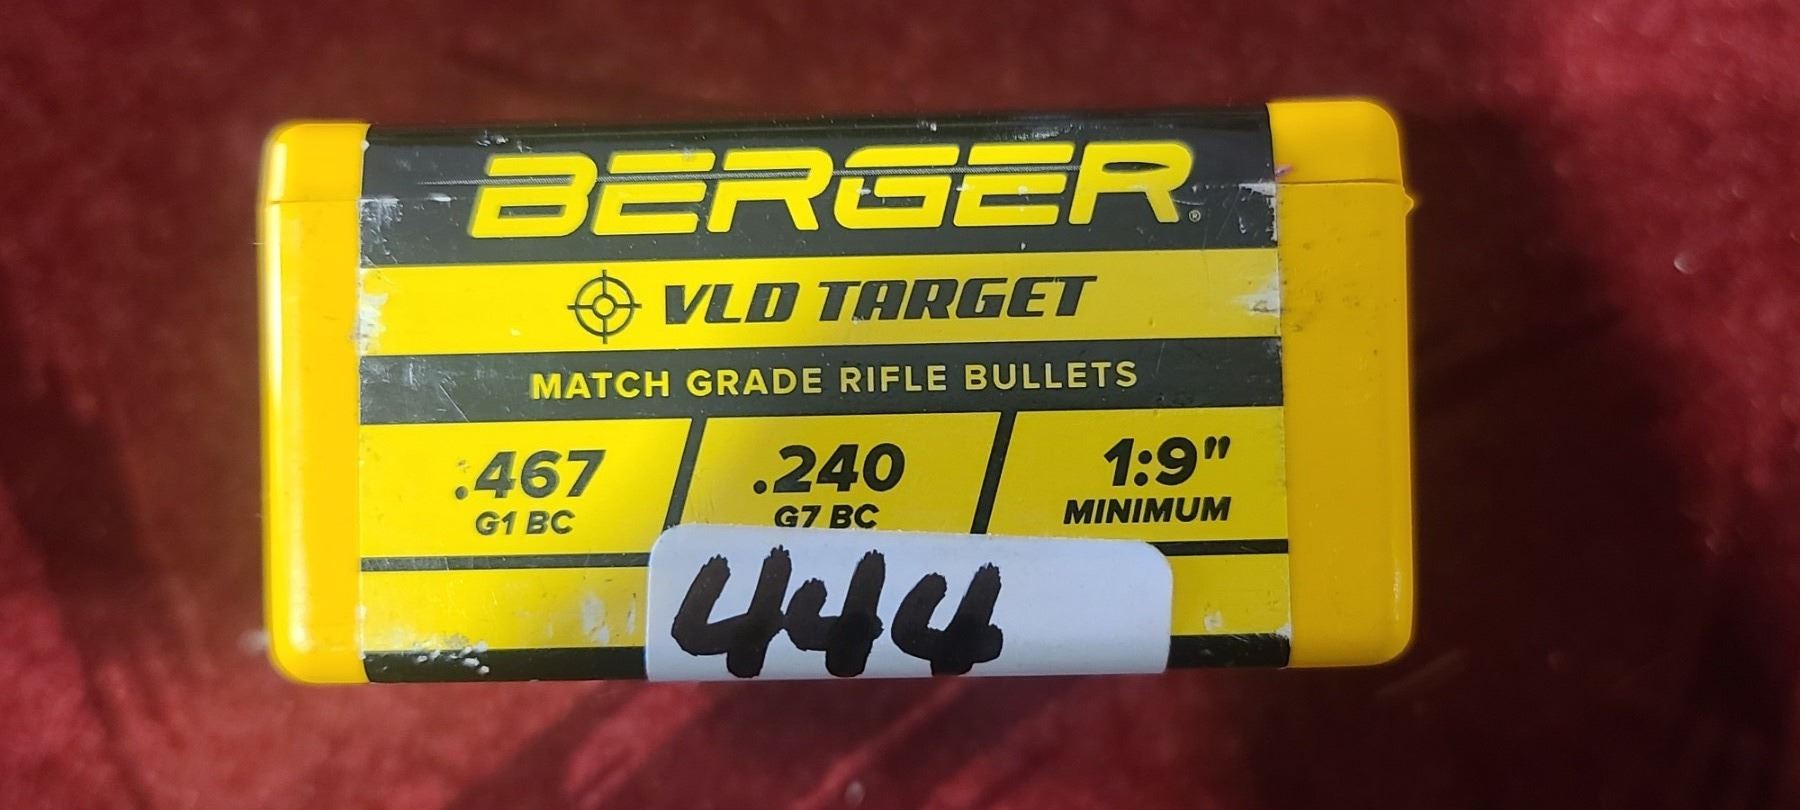 BERGER®
VLD TARGET
MATCH GRADE RIFLE BULLETS
.467 .240 1:9"
G1 BC G7 BC MINIMUM
444